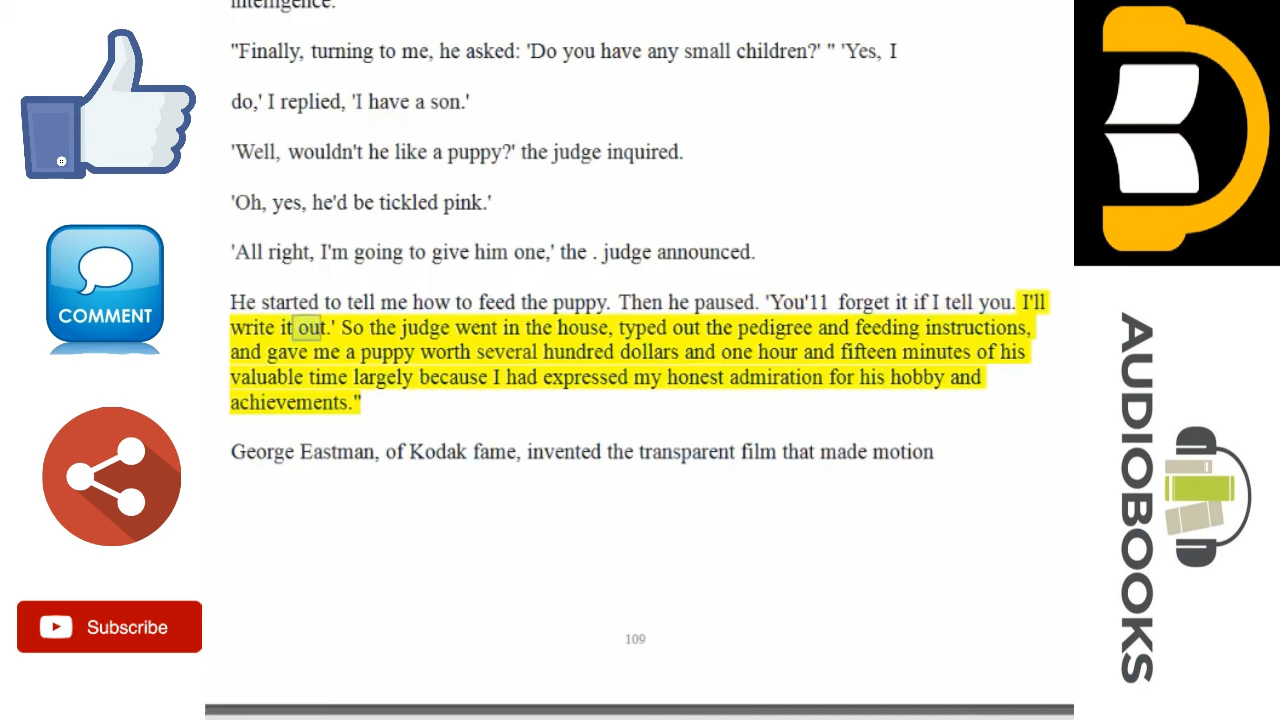 intelligence.
"Finally, turning to me, he asked: 'Do you have any small children?' " 'Yes, I
do,' I replied, 'I have a son.'
'Well, wouldn't he like a puppy?' the judge inquired.
'Oh, yes, he'd be tickled pink.'
'All right, I'm going to give him one,' the . judge announced.
He started to tell me how to feed the puppy. Then he paused. 'You'11 forget it if I tell you. I'll
write it out.' So the judge went in the house, typed out the pedigree and feeding instructions,
and gave me a puppy worth several hundred dollars and one hour and fifteen minutes of his
valuable time largely because I had expressed my honest admiration for his hobby and
achievements."
George Eastman, of Kodak fame, invented the transparent film that made motion
109
COMMENT
Subscribe
AUDIOBOOKS